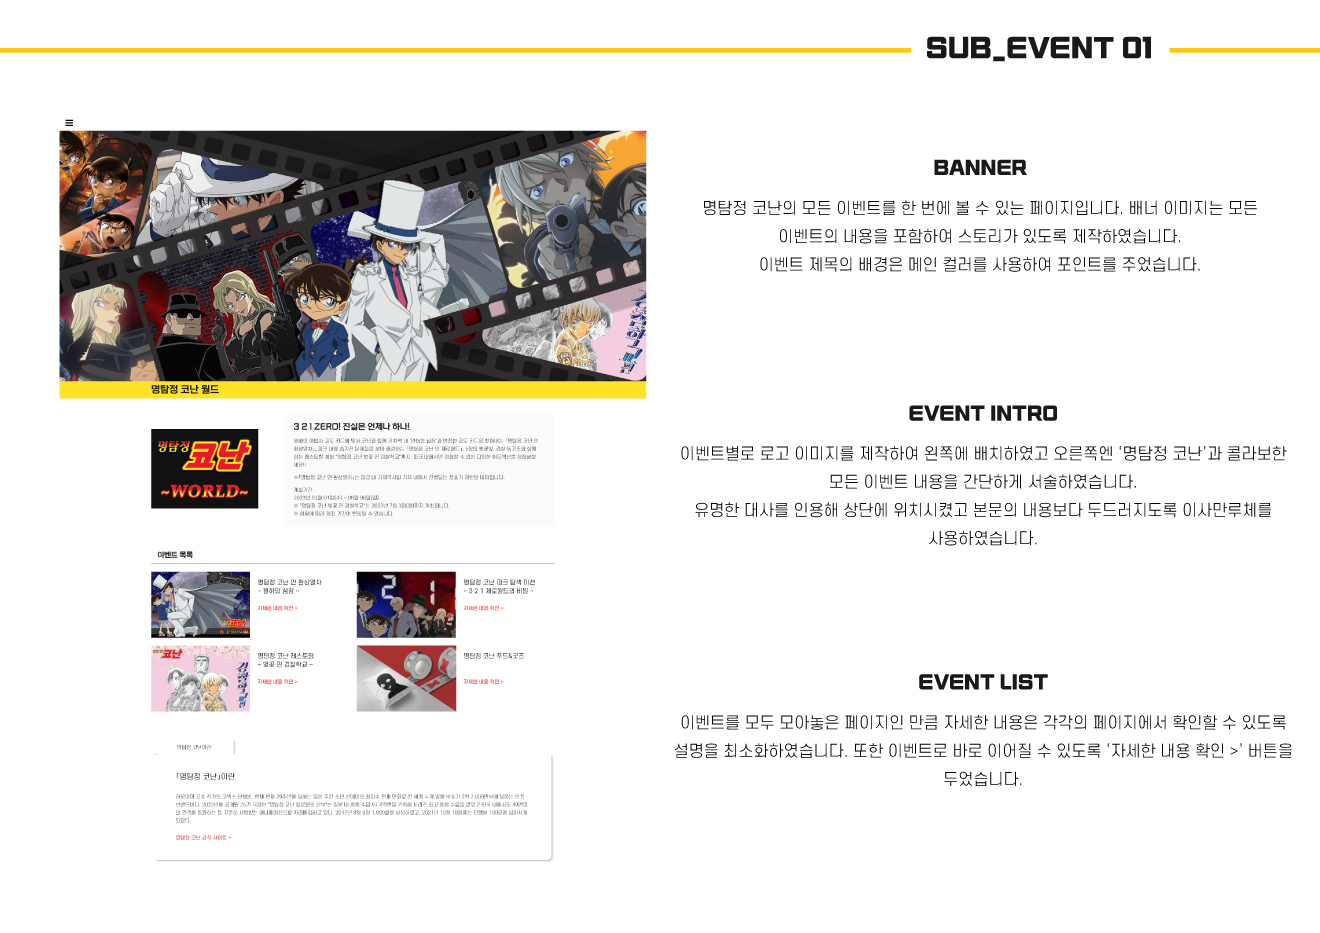 SUB_EVENT 01
BANNER
명탐정 코난의 모든 이벤트를 한 번에 볼 수 있는 페이지입니다. 배너 이미지는 모든
이벤트의 내용을 포함하여 스토리가 있도록 제작하였습니다.
이벤트 제목의 배경은 메인 컬러를 사용하여 포인트를 주었습니다.
명탐정 코난 월드
EVENT INTRO
이벤트별로 로고 이미지를 제작하여 왼쪽에 배치하였고 오른쪽엔 ‘명탐정 코난’과 콜라보한
모든 이벤트 내용을 간단하게 서술하였습니다.
유명한 대사를 인용해 상단에 위치시켰고 본문의 내용보다 두드러지도록 이사만루체를
사용하였습니다.
명탐정 코난
~WORLD~
3 2 1 ZERO! 진실은 언제나 하나!
개최기간
이벤트 목록
명탐정 코난 인 환상열차
~ 밤하의 심장 ~
자세한 내용 확인 >
명탐정 코난 파크 탐색 미션
~ 3 2 1 제로월드의 비밀 ~
자세한 내용 확인 >
2 1
명탐정 코난 레스토랑
~ 벚꽃 핀 경찰학교 ~
자세한 내용 확인 >
명탐정 코난 푸드&굿즈
자세한 내용 확인 >
코난
EVENT LIST
이벤트를 모두 모아놓은 페이지인 만큼 자세한 내용은 각각의 페이지에서 확인할 수 있도록
설명을 최소화하였습니다. 또한 이벤트로 바로 이어질 수 있도록 ‘자세한 내용 확인 >’ 버튼을
두었습니다.
명탐정 코난이란
「명탐정 코난」이란
명탐정 코난 공식 사이트 >